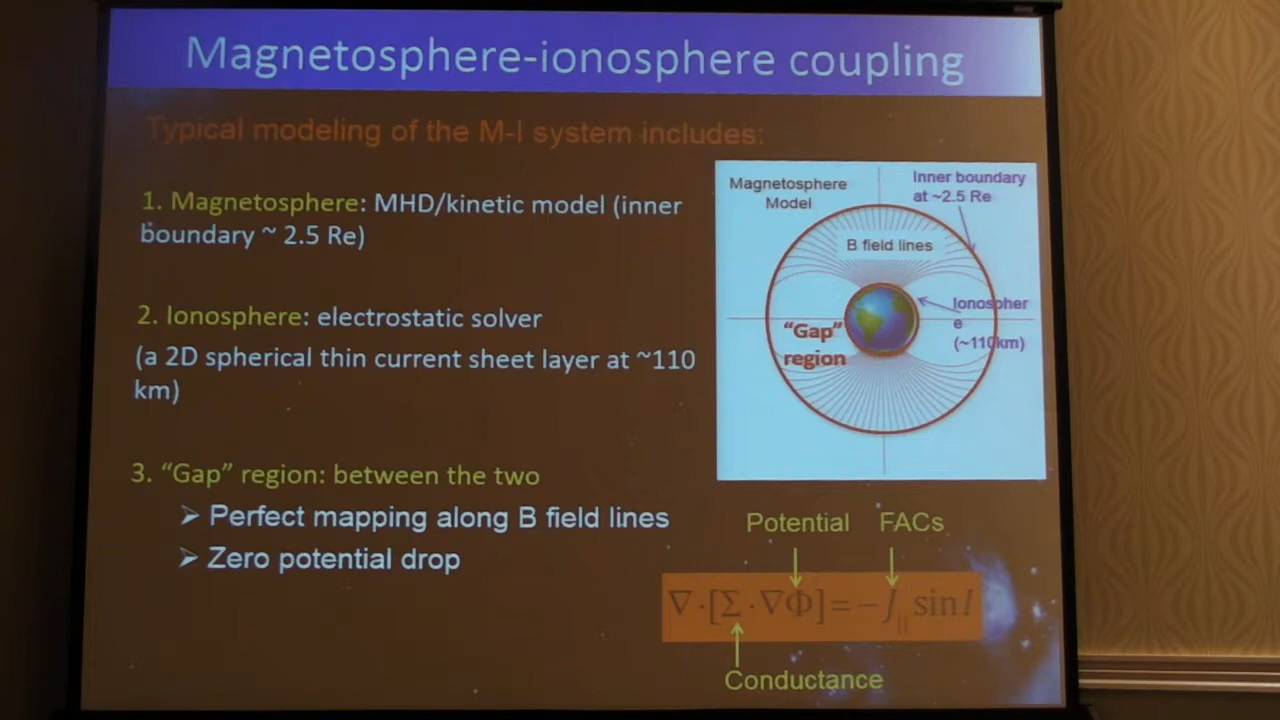 Magnetosphere-ionosphere coupling
Typical modeling of the M-I system includes:
1. Magnetosphere: MHD/kinetic model (inner
boundary ~ 2.5 Re)
2. Ionosphere: electrostatic solver
(a 2D spherical thin current sheet layer at ~110
km)
3. “Gap” region: between the two
➢ Perfect mapping along B field lines
➢ Zero potential drop
Magnetosphere
Model
Inner boundary
at ~2.5 Re
B field lines
Ionospher
e
(~110km)
“Gap”
region
Potential FACs
∇·[Σ·∇Φ]=−J|| sin I
Conductance